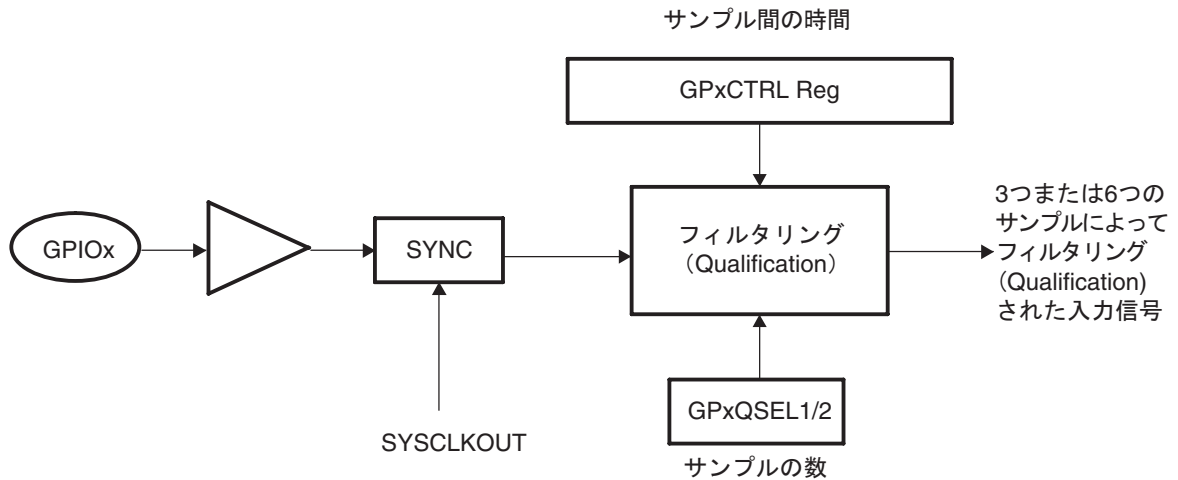 サンプル間の時間
GPxCTRL Reg
GPIOx
SYNC
フィルタリング
（Qualification）
3つまたは6つの
サンプルによって
フィルタリング
（Qualification)
された入力信号
GPxQSEL1/2
SYSCLKOUT
サンプルの数